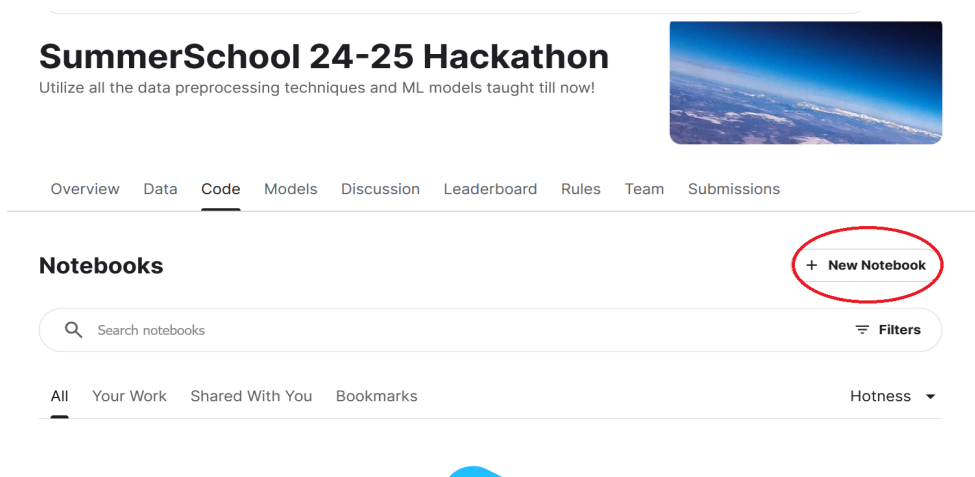 SummerSchool 24-25 Hackathon
Utilize all the data preprocessing techniques and ML models taught till now!
Overview Data Code Models Discussion Leaderboard Rules Team Submissions
Notebooks
+ New Notebook
Search notebooks
Filters
All Your Work Shared With You Bookmarks
Hotness